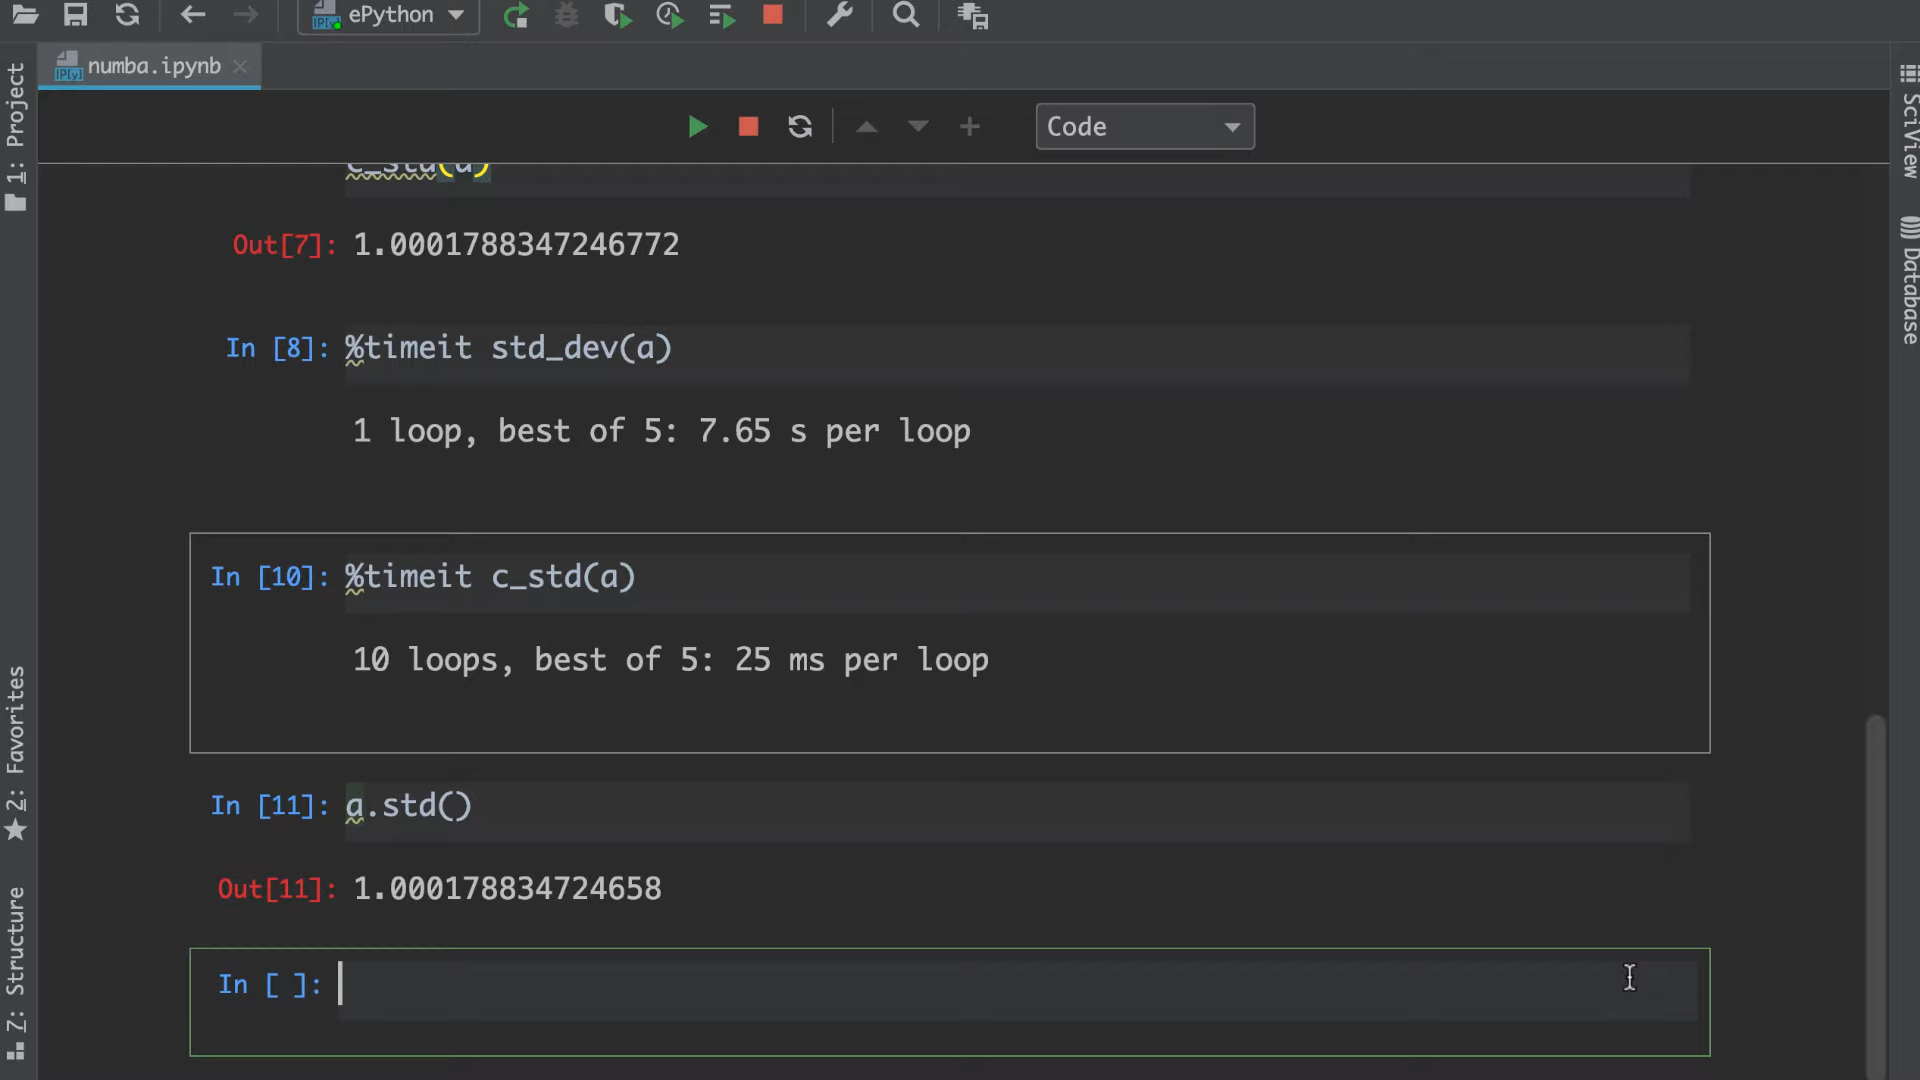 ePython
numba.ipynb
Code
c_std(a)
Out[7]: 1.0001788347246772
In [8]: %timeit std_dev(a)
1 loop, best of 5: 7.65 s per loop
In [10]: %timeit c_std(a)
10 loops, best of 5: 25 ms per loop
In [11]: a.std()
Out[11]: 1.000178834724658
In [ ]:
1: Project
2: Favorites
7: Structure
SciView
Database